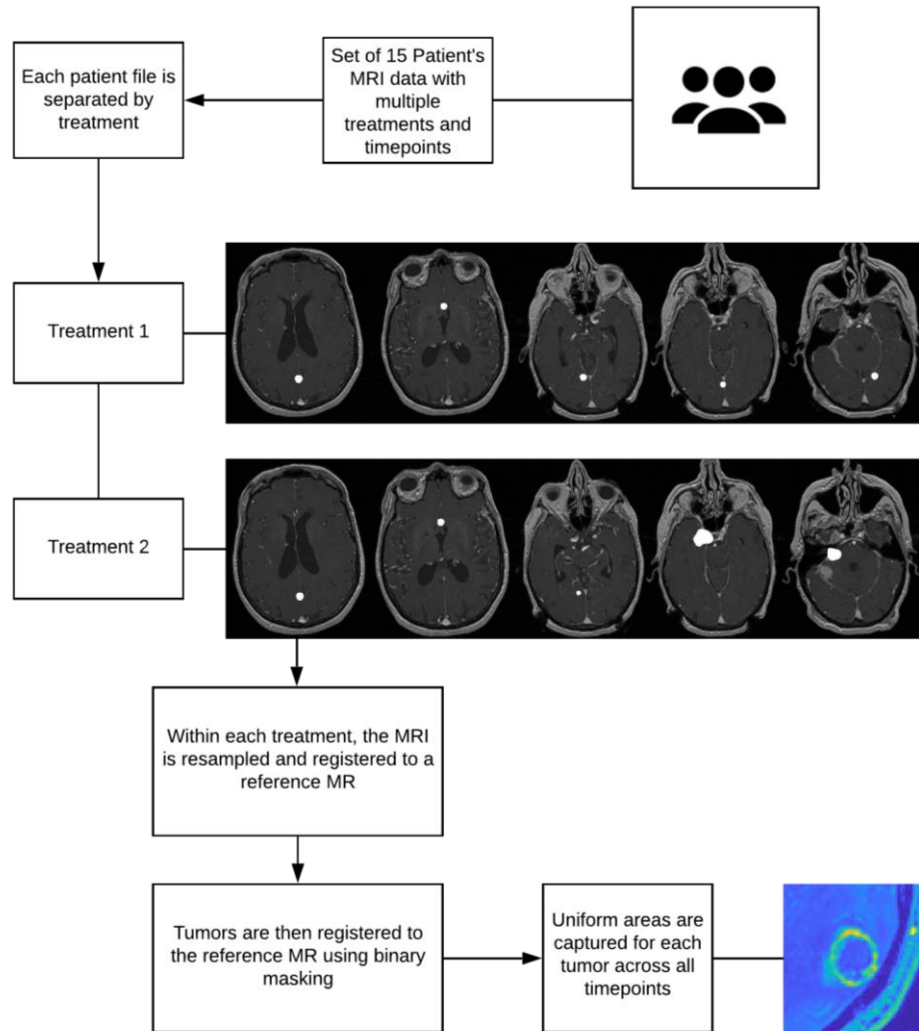 Set of 15 Patient's
MRI data with
multiple
treatments and
timepoints
Each patient file is
separated by
treatment
Treatment 1
Treatment 2
Within each treatment, the MRI
is resampled and registered to a
reference MR
Tumors are then registered to
the reference MR using binary
masking
Uniform areas are
captured for each
tumor across all
timepoints